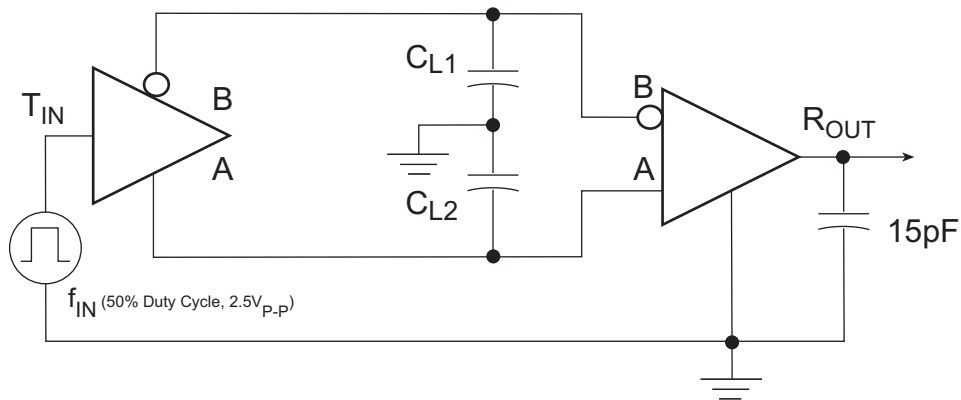 C_L1
B
T_IN
B
R_OUT
A
A
C_L2
15pF
f_IN (50% Duty Cycle, 2.5V_P-P)